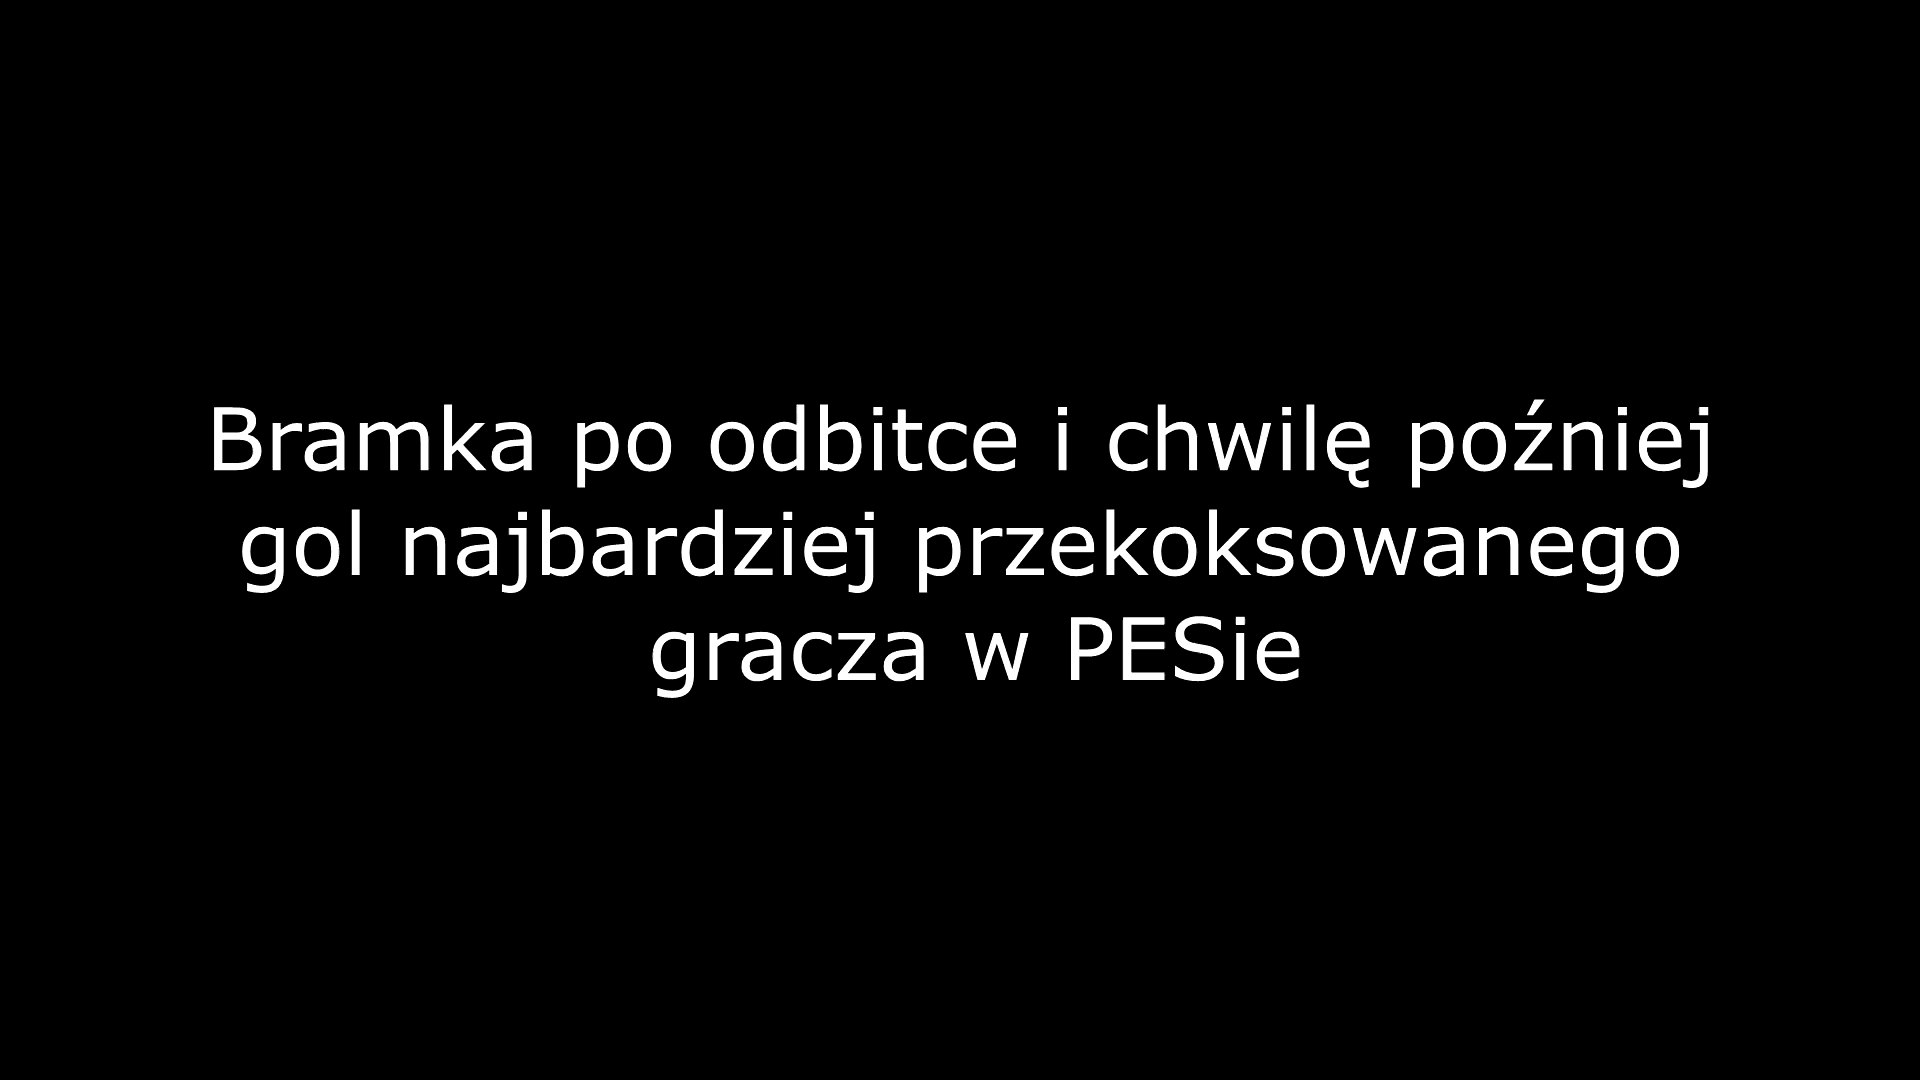 Bramka po odbitce i chwilę poźniej
gol najbardziej przekoksowanego
gracza w PESie